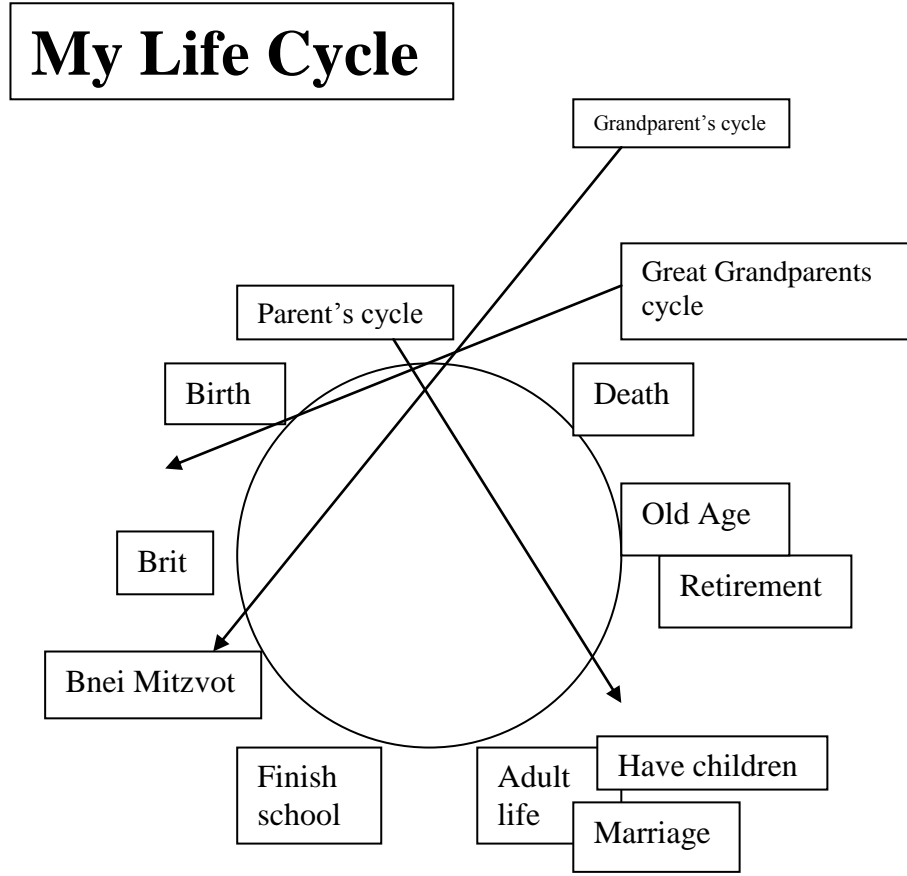 My Life Cycle
Grandparent’s cycle
Great Grandparents
cycle
Parent’s cycle
Birth
Death
Old Age
Brit
Retirement
Bnei Mitzvot
Finish
school
Adult
life
Have children
Marriage